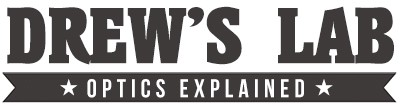 DREW'S LAB
★ OPTICS EXPLAINED ★